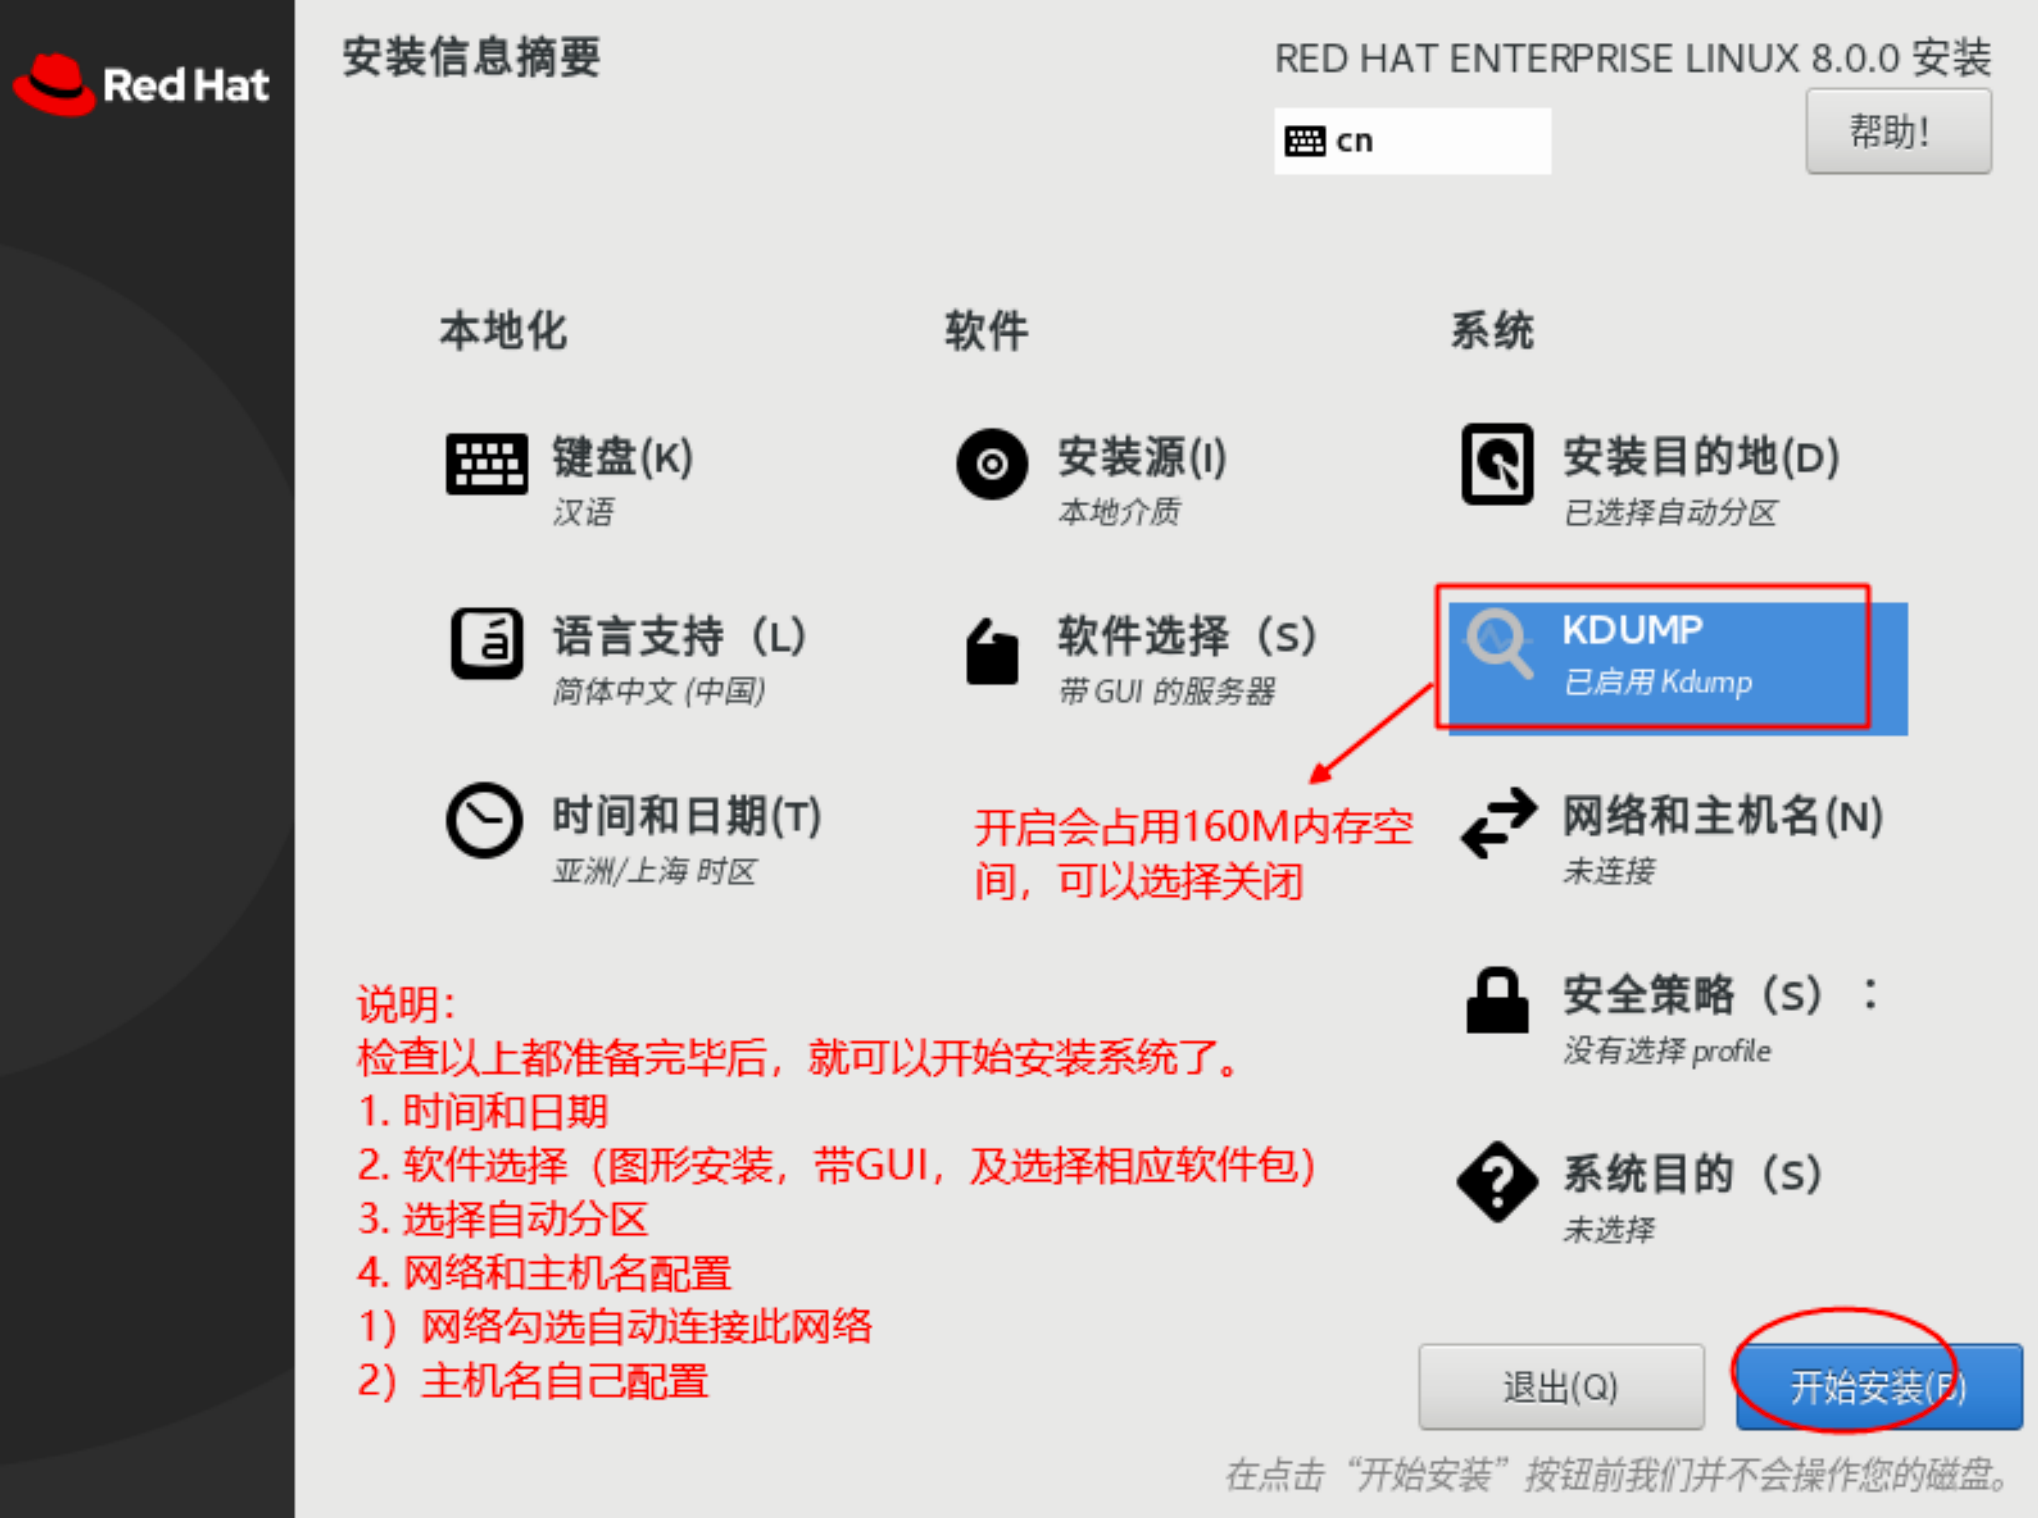 Red Hat
安装信息摘要
RED HAT ENTERPRISE LINUX 8.0.0 安装
cn
帮助！
本地化
软件
系统
键盘(K)
汉语
安装源(I)
本地介质
安装目的地(D)
已选择自动分区
语言支持（L）
简体中文 (中国)
软件选择（S）
带 GUI 的服务器
KDUMP
已启用 Kdump
时间和日期(T)
亚洲/上海 时区
开启会占用160M内存空
间，可以选择关闭
网络和主机名(N)
未连接
安全策略（S）：
没有选择 profile
系统目的（S）
未选择
说明：
检查以上都准备完毕后，就可以开始安装系统了。
1. 时间和日期
2. 软件选择（图形安装，带GUI，及选择相应软件包）
3. 选择自动分区
4. 网络和主机名配置
1）网络勾选自动连接此网络
2）主机名自己配置
退出(Q)
开始安装(B)
在点击“开始安装”按钮前我们并不会操作您的磁盘。